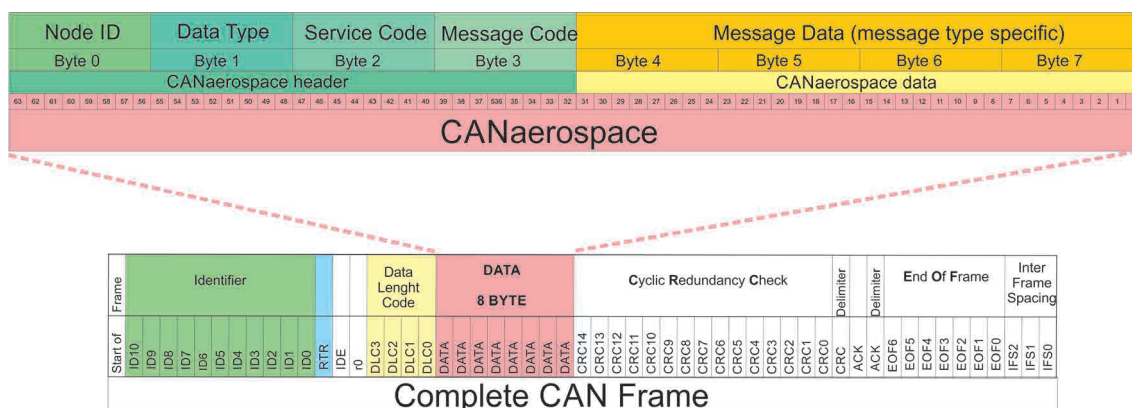 Node ID Data Type Service Code Message Code Message Data (message type specific)
Byte 0 Byte 1 Byte 2 Byte 3 Byte 4 Byte 5 Byte 6 Byte 7
CANaerospace header CANaerospace data
63 62 61 60 59 58 57 56 55 54 53 52 51 50 49 48 47 46 45 44 43 42 41 40 39 38 37 536 35 34 33 32 31 30 29 28 27 26 25 24 23 22 21 20 19 18 17 16 15 14 13 12 11 10 9 8 7 6 5 4 3 2 1
CANaerospace
Start of Frame
Identifier
Data
Lenght
Code
DATA
8 BYTE
Cyclic Redundancy Check
Delimiter
Delimiter
End Of Frame
Inter
Frame
Spacing
ID10 ID9 ID8 ID7 ID6 ID5 ID4 ID3 ID2 ID1 ID0 RTR IDE r0 DLC3 DLC2 DLC1 DLC0 DATA DATA DATA DATA DATA DATA DATA DATA CRC14 CRC13 CRC12 CRC11 CRC10 CRC9 CRC8 CRC7 CRC6 CRC5 CRC4 CRC3 CRC2 CRC1 CRC0 CRC ACK ACK EOF6 EOF5 EOF4 EOF3 EOF2 EOF1 EOF0 IFS2 IFS1 IFS0
Complete CAN Frame